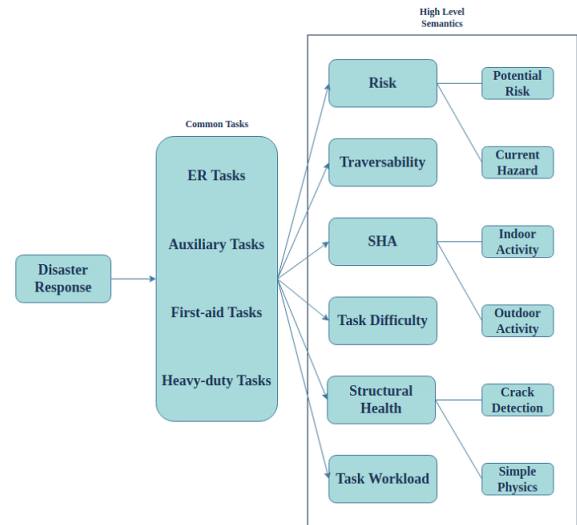 High Level
Semantics
Common Tasks
Disaster
Response
ER Tasks
Auxiliary Tasks
First-aid Tasks
Heavy-duty Tasks
Risk
Traversability
SHA
Task Difficulty
Structural
Health
Task Workload
Potential
Risk
Current
Hazard
Indoor
Activity
Outdoor
Activity
Crack
Detection
Simple
Physics